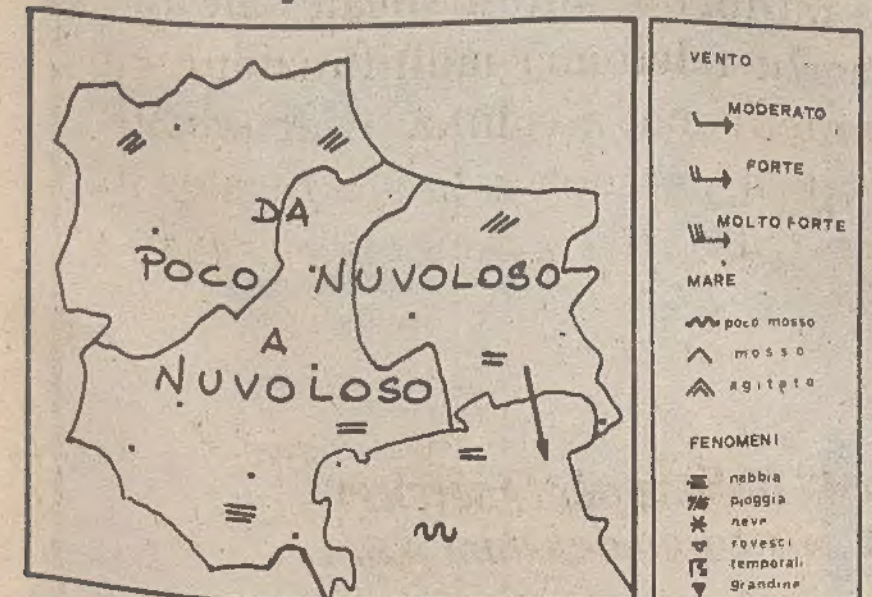 DA
POCO NUVOLOSO
A
NUVOLOSO
VENTO
MODERATO
FORTE
MOLTO FORTE
MARE
poco mosso
mosso
agitato
FENOMENI
nebbia
pioggia
neve
rovesci
temporali
grandine